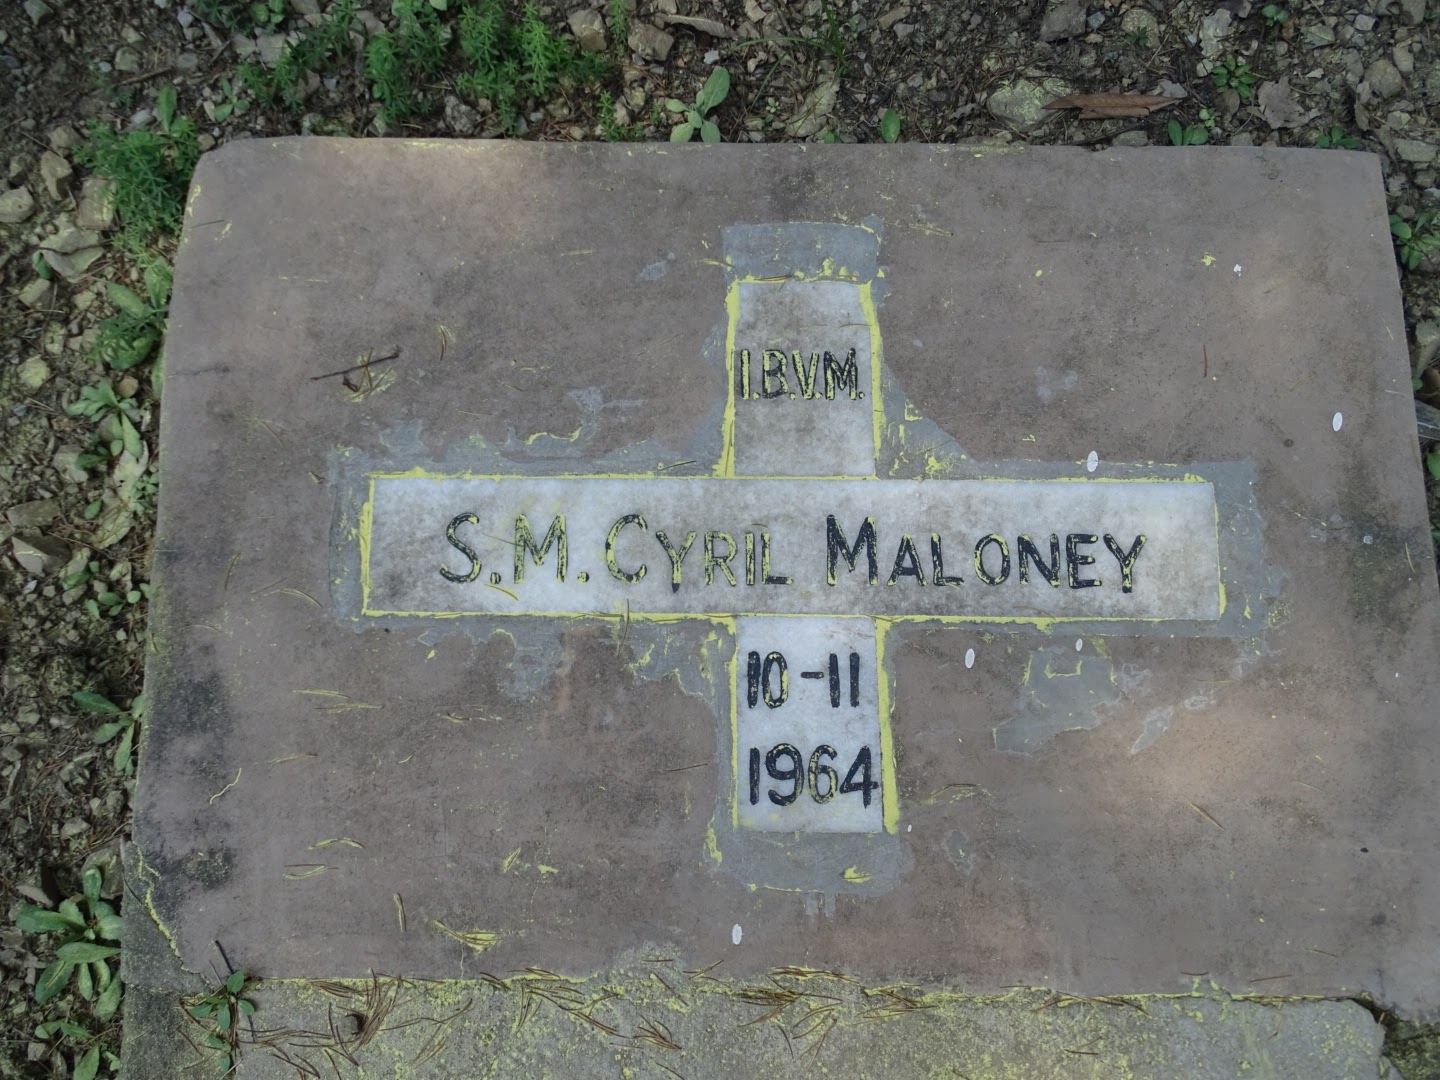 I.B.V.M.
S.M. CYRIL MALONEY
10-11
1964